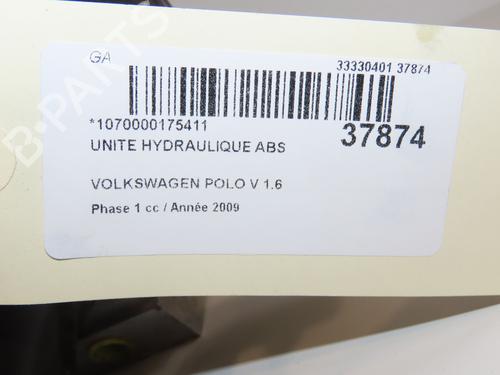 GA
33330401 37874
*1070000175411
37874
UNITE HYDRAULIQUE ABS
VOLKSWAGEN POLO V 1.6
Phase 1 cc / Année 2009
B-PARTS